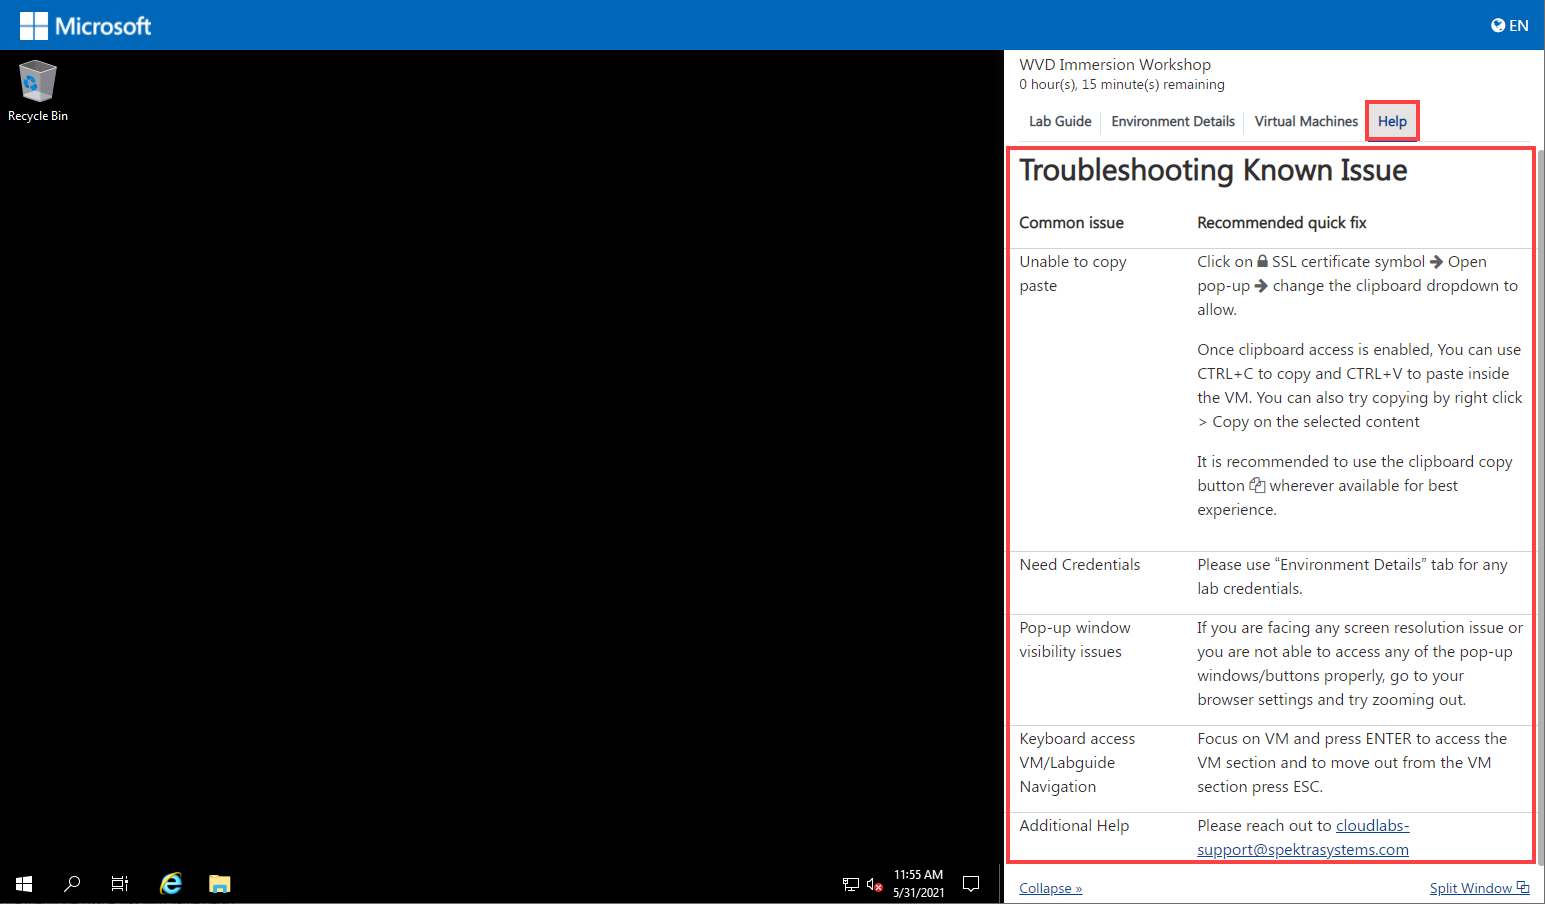 Microsoft
EN
Recycle Bin
WVD Immersion Workshop
0 hour(s), 15 minute(s) remaining
Lab Guide Environment Details Virtual Machines Help
Troubleshooting Known Issue
Common issue Recommended quick fix
Unable to copy
paste
Click on SSL certificate symbol ➔ Open
pop-up ➔ change the clipboard dropdown to
allow.
Once clipboard access is enabled, You can use
CTRL+C to copy and CTRL+V to paste inside
the VM. You can also try copying by right click
> Copy on the selected content
It is recommended to use the clipboard copy
button wherever available for best
experience.
Need Credentials
Please use “Environment Details” tab for any
lab credentials.
Pop-up window
visibility issues
If you are facing any screen resolution issue or
you are not able to access any of the pop-up
windows/buttons properly, go to your
browser settings and try zooming out.
Keyboard access
VM/Labguide
Navigation
Focus on VM and press ENTER to access the
VM section and to move out from the VM
section press ESC.
Additional Help
Please reach out to cloudlabs-
support@spektrasystems.com
11:55 AM
5/31/2021
Collapse »
Split Window